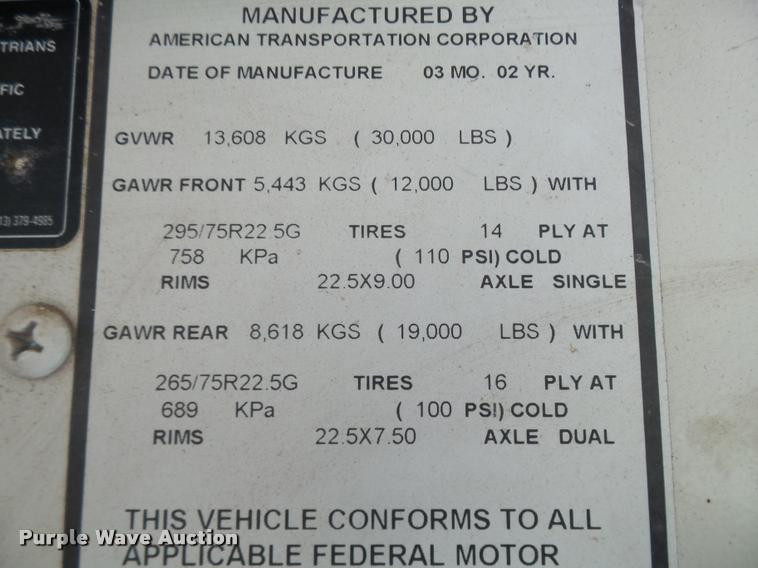 TRIANS
FIC
ATELY
13) 379-4985
MANUFACTURED BY
AMERICAN TRANSPORTATION CORPORATION
DATE OF MANUFACTURE 03 MO. 02 YR.
GVWR 13,608 KGS ( 30,000 LBS )
GAWR FRONT 5,443 KGS ( 12,000 LBS ) WITH
295/75R22 5G TIRES 14 PLY AT
758 KPa ( 110 PSI) COLD
RIMS 22.5X9.00 AXLE SINGLE
GAWR REAR 8,618 KGS ( 19,000 LBS ) WITH
265/75R22.5G TIRES 16 PLY AT
689 KPa ( 100 PSI) COLD
RIMS 22.5X7.50 AXLE DUAL
THIS VEHICLE CONFORMS TO ALL
APPLICABLE FEDERAL MOTOR
Purple Wave Auction